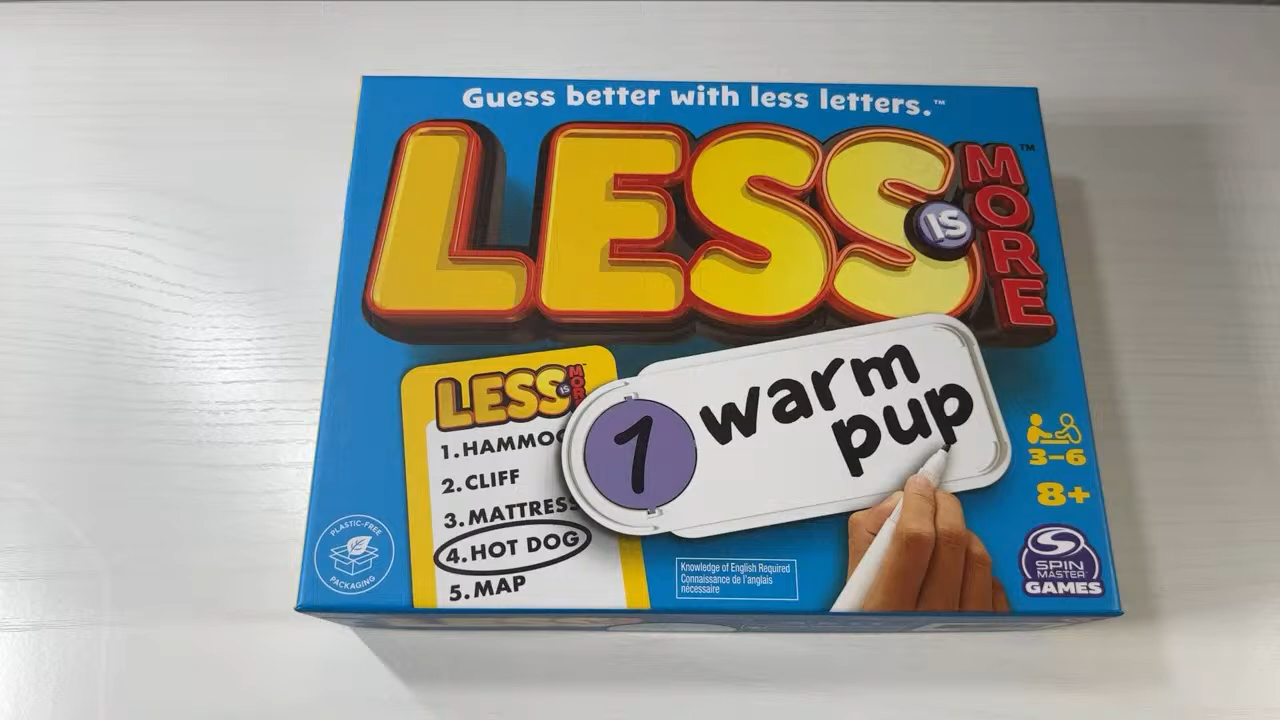 Guess better with less letters.™
LESS IS MORE™
LESS IS MORE
1. HAMMOC
2. CLIFF
3. MATTRESS
4. HOT DOG
5. MAP
1 warm
pup
3-6
8+
PLASTIC-FREE
PACKAGING
Knowledge of English Required
Connaissance de l'anglais
nécessaire
SPIN
MASTER
GAMES